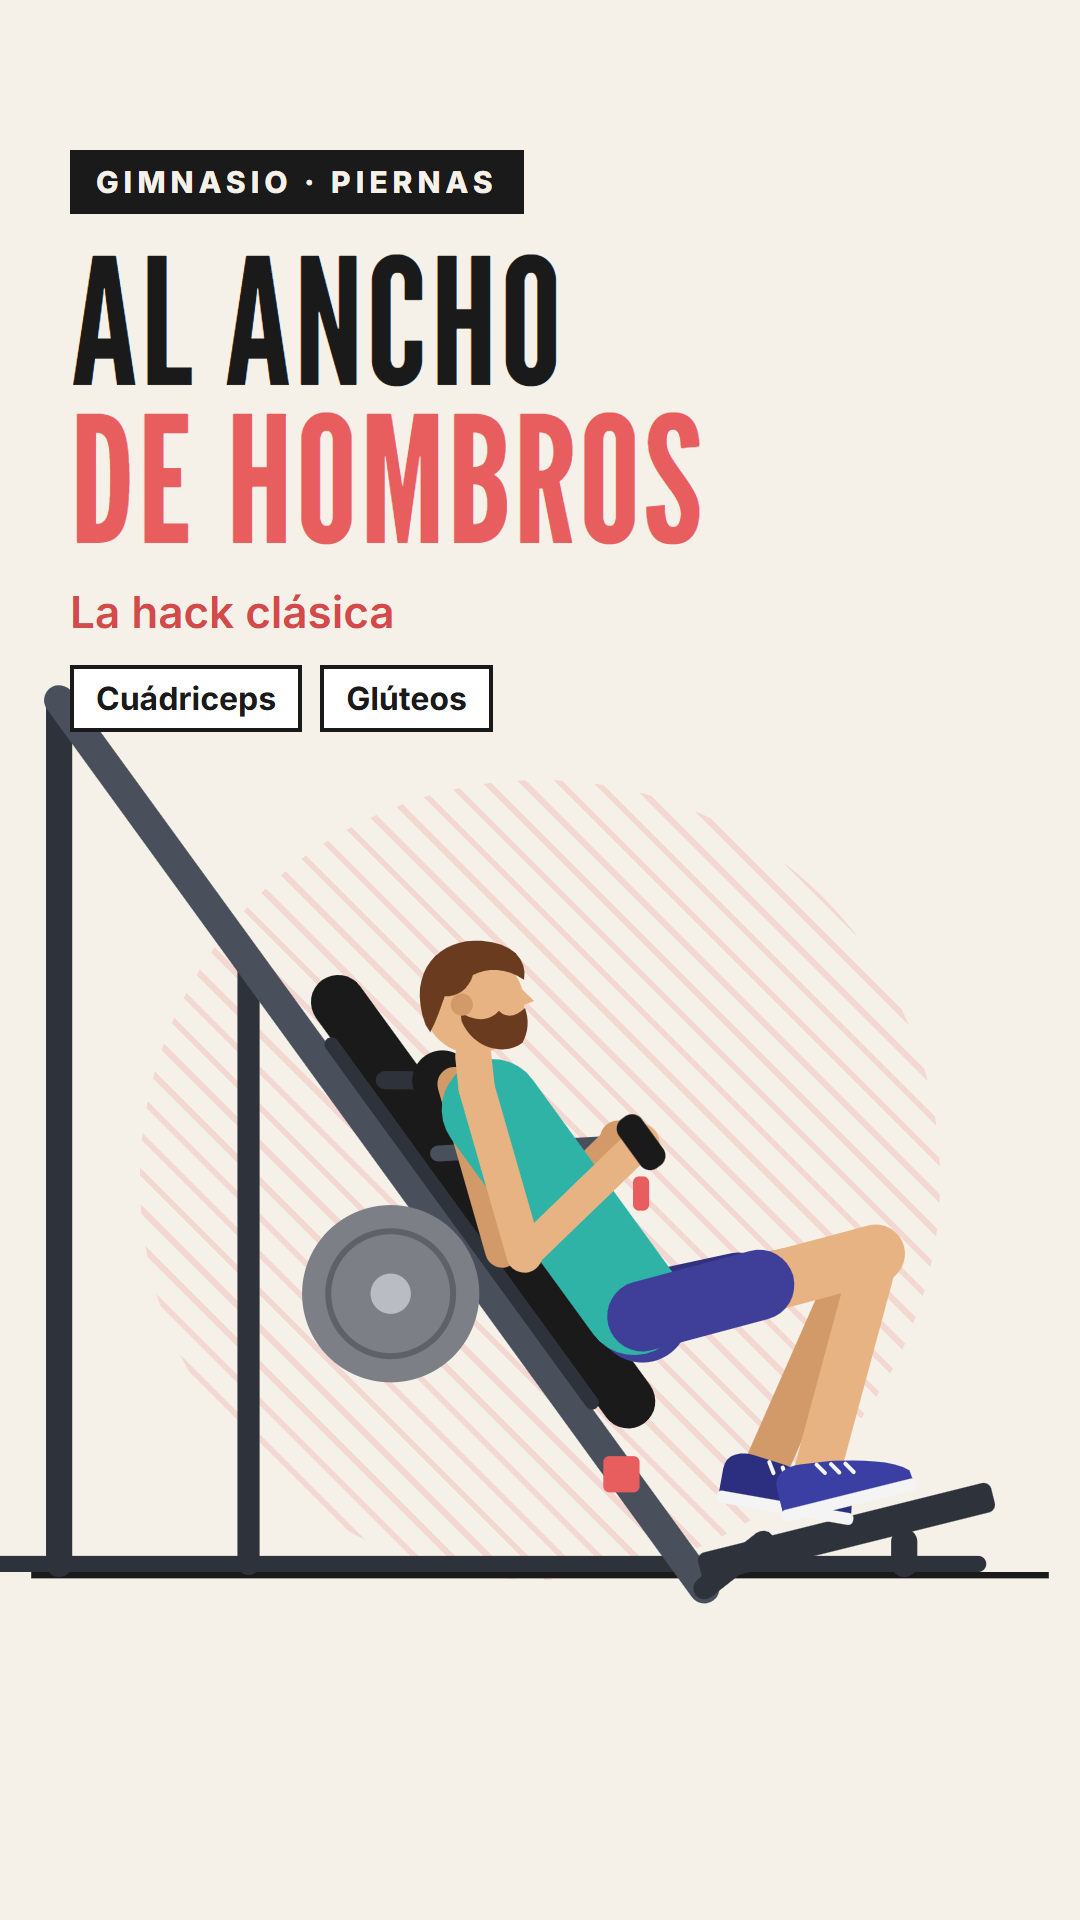 GIMNASIO · PIERNAS
AL ANCHO
DE HOMBROS
La hack clásica
Cuádriceps
Glúteos